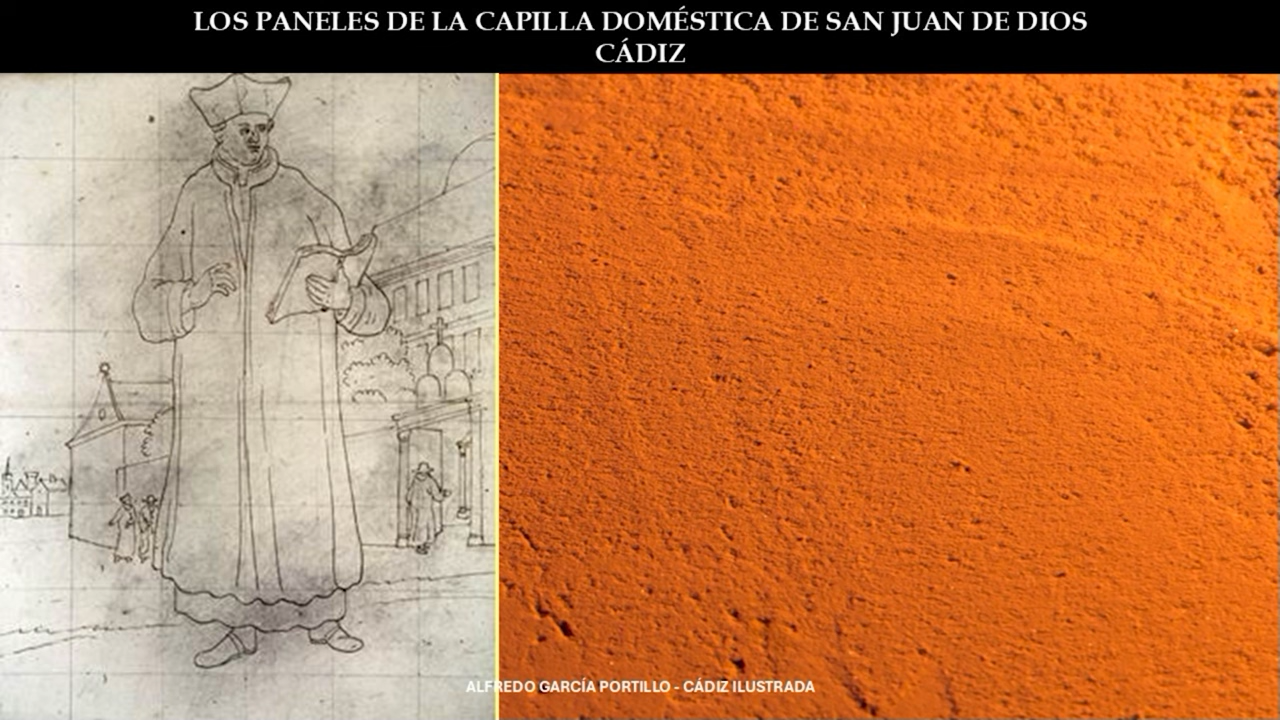 LOS PANELES DE LA CAPILLA DOMÉSTICA DE SAN JUAN DE DIOS
CÁDIZ
ALFREDO GARCÍA PORTILLO - CÁDIZ ILUSTRADA